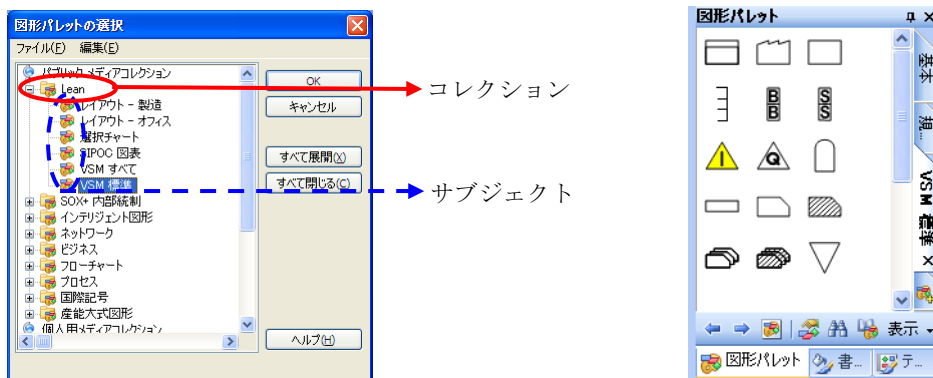 図形パレットの選択
ファイル(F) 編集(E)
パブリック メディアコレクション
Lean
レイアウト - 製造
レイアウト - オフィス
選択チャート
SIPOC 図表
VSM すべて
VSM 標準
SOX+ 内部統制
インテリジェント図形
ネットワーク
ビジネス
フローチャート
プロセス
国際記号
産能大式図形
個人用メディアコレクション
OK
キャンセル
すべて展開(X)
すべて閉じる(C)
ヘルプ(H)
コレクション
サブジェクト
図形パレット
B
B
S
S
!
Q
基本
規...
VSM 標準
表示
図形パレット
書...
テ...